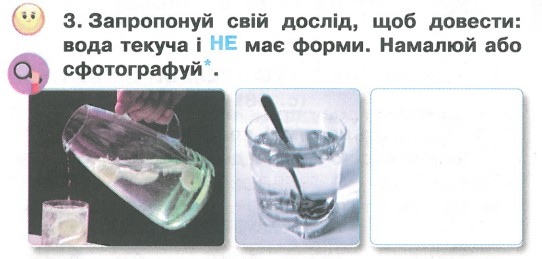 3. Запропонуй свій дослід, щоб довести:
вода текуча і НЕ має форми. Намалюй або
сфотографуй*.